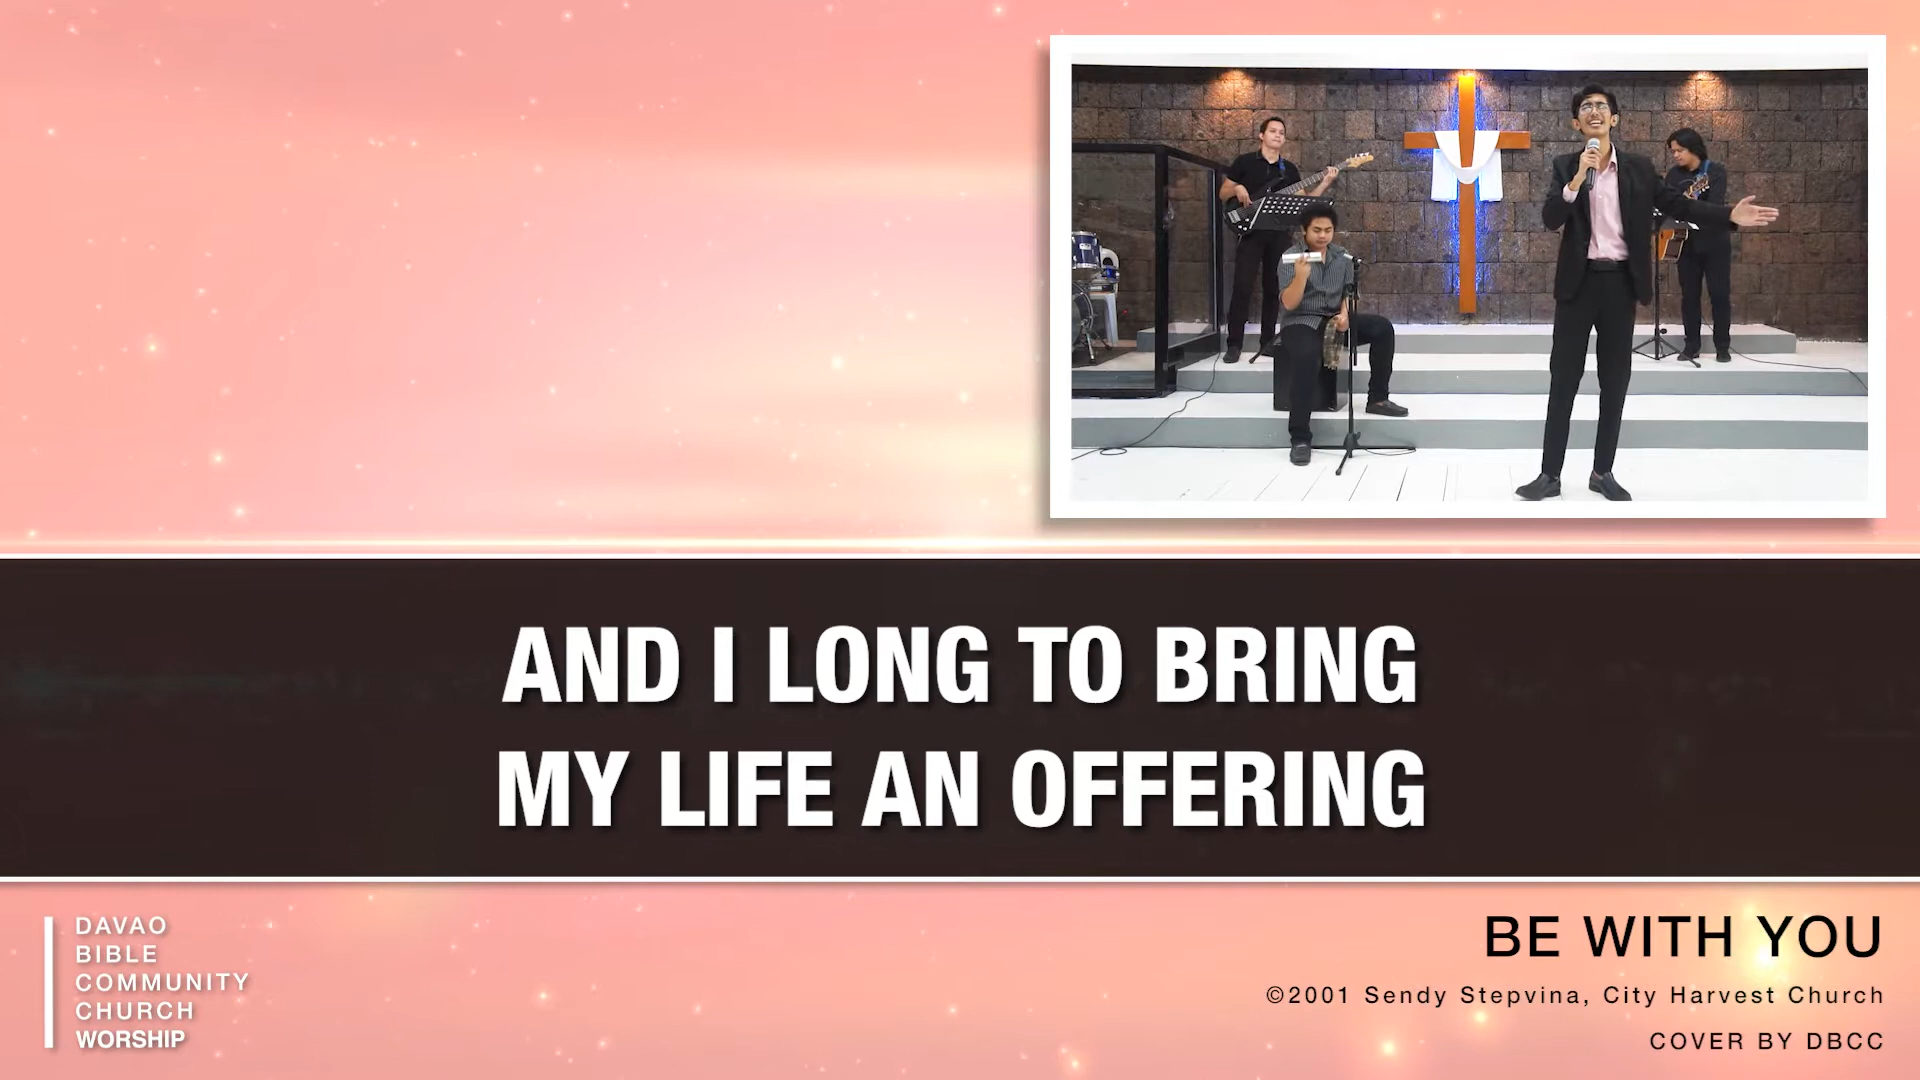 AND I LONG TO BRING
MY LIFE AN OFFERING
DAVAO
BIBLE
COMMUNITY
CHURCH
WORSHIP
BE WITH YOU
©2001 Sendy Stepvina, City Harvest Church
COVER BY DBCC